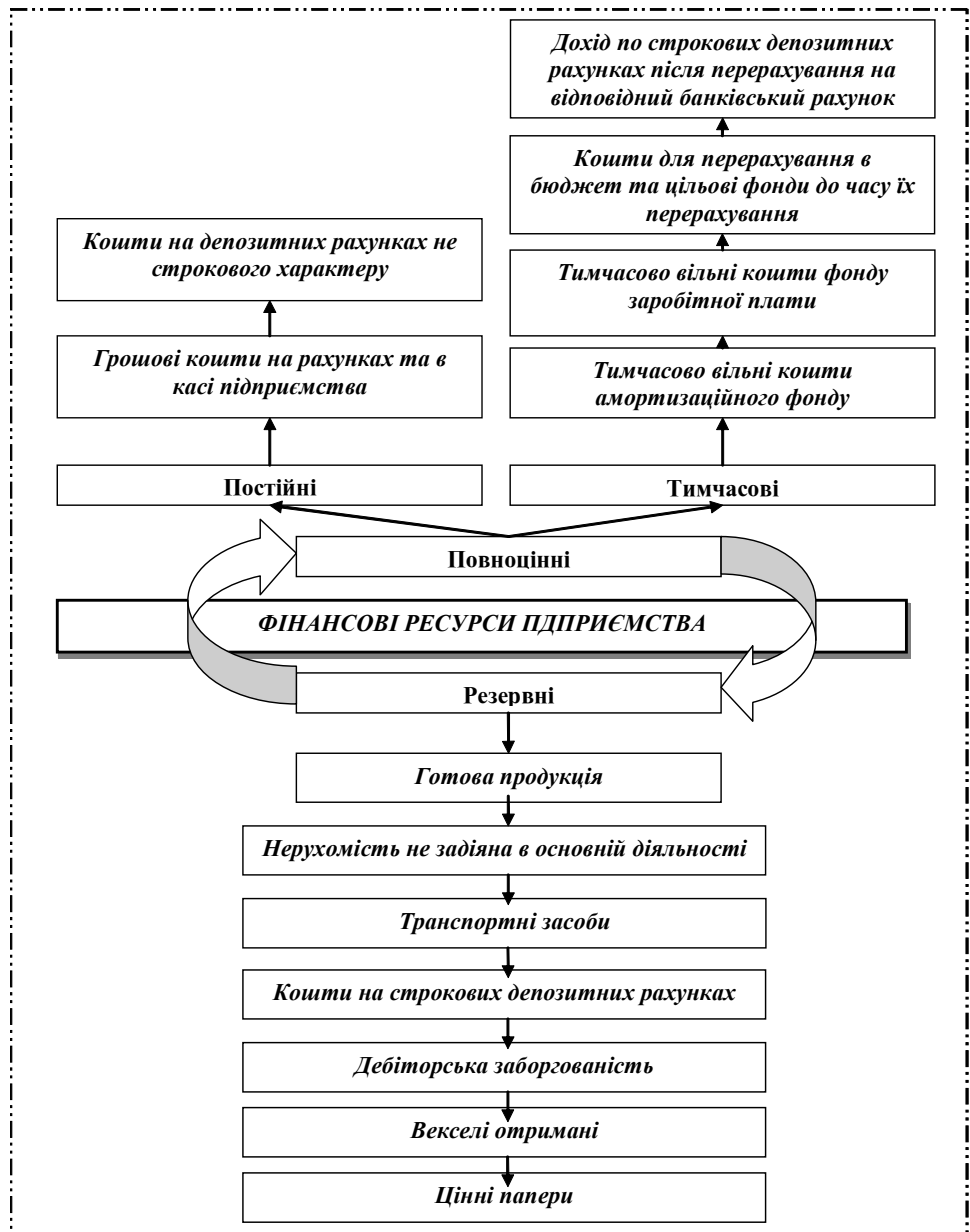 Дохід по строкових депозитних
рахунках після перерахування на
відповідний банківський рахунок
Кошти для перерахування в
бюджет та цільові фонди до часу їх
перерахування
Кошти на депозитних рахунках не
строкового характеру
Тимчасово вільні кошти фонду
заробітної плати
Грошові кошти на рахунках та в
касі підприємства
Тимчасово вільні кошти
амортизаційного фонду
Постійні
Тимчасові
Повноцінні
ФІНАНСОВІ РЕСУРСИ ПДПРИЄМСТВА
Резервні
Готова продукція
Нерухомість не задіяна в основній діяльності
Транспортні засоби
Кошти на строкових депозитних рахунках
Дебіторська заборгованість
Векселі отримані
Цінні папери